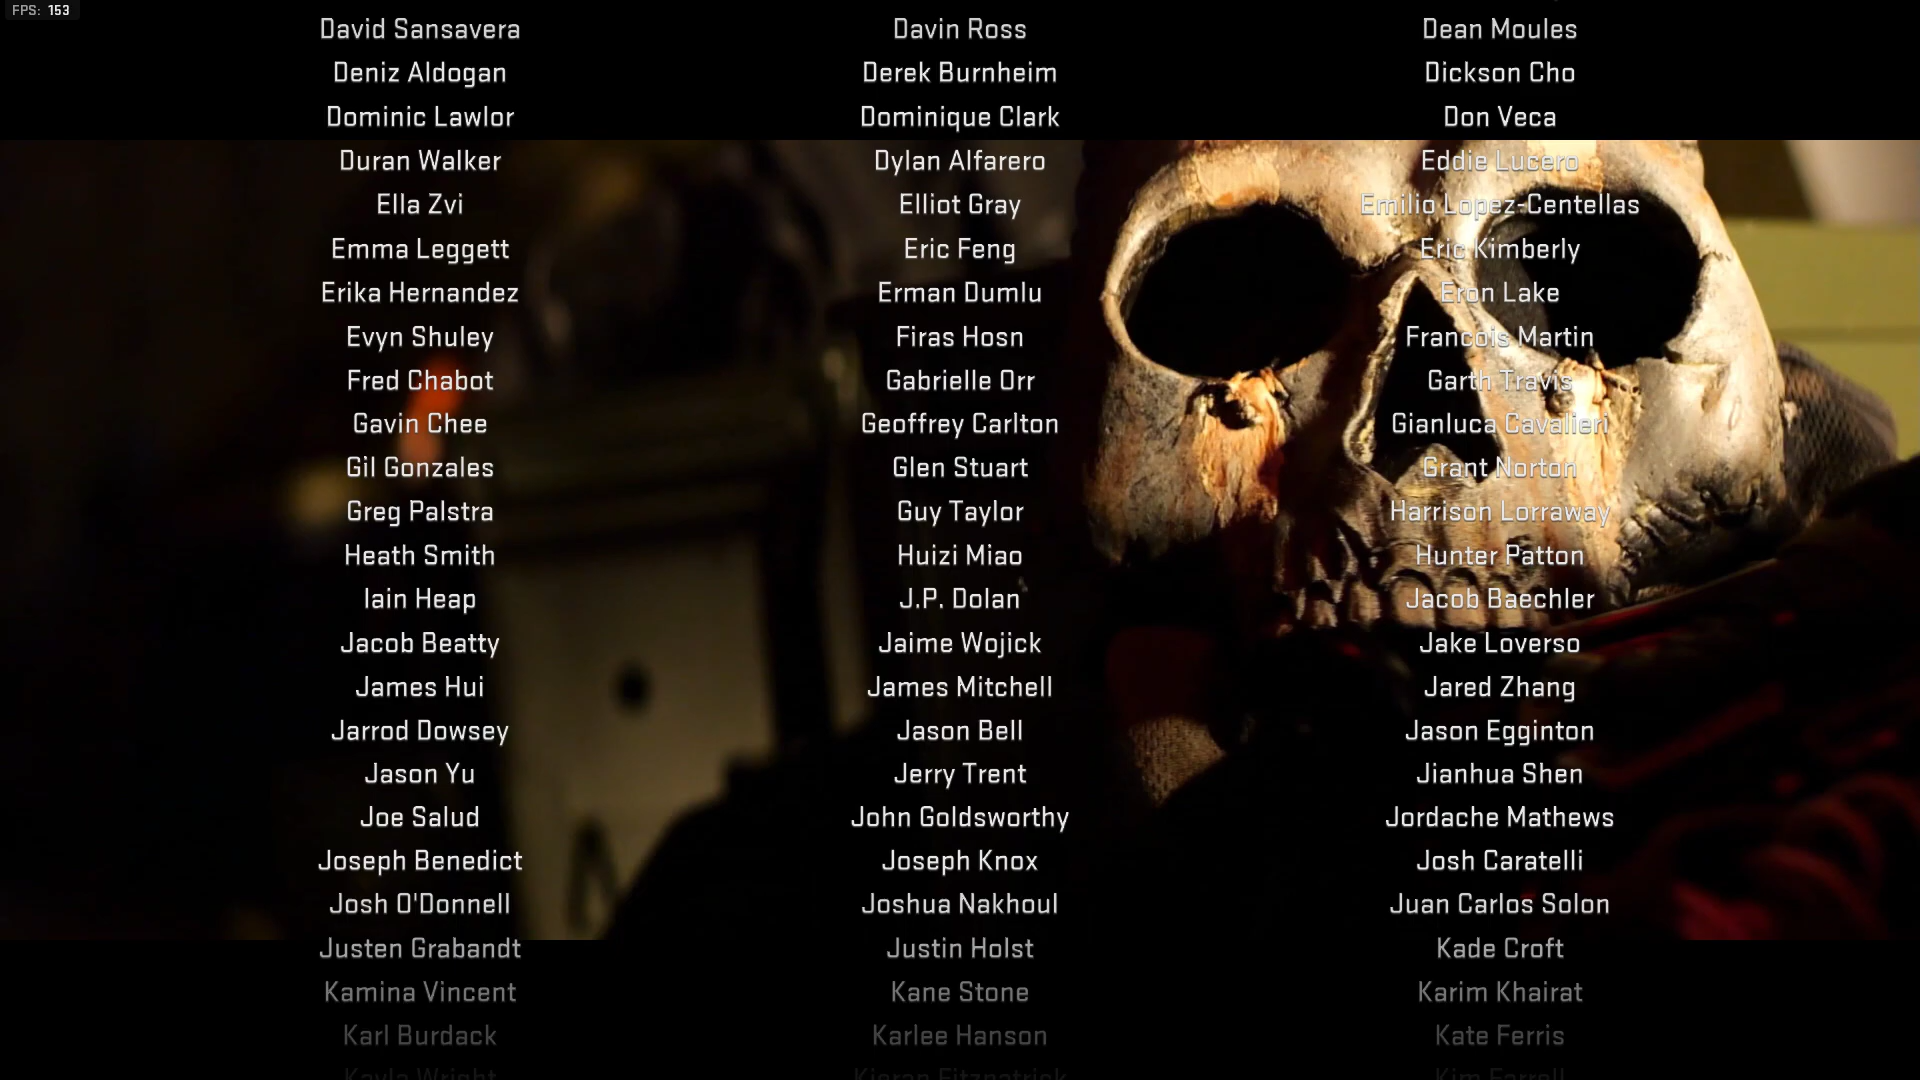 FPS: 153
David Sansavera Davin Ross Dean Moules
Deniz Aldogan Derek Burnheim Dickson Cho
Dominic Lawlor Dominique Clark Don Veca
Duran Walker Dylan Alfarero Eddie Lucero
Ella Zvi Elliot Gray Emilio Lopez-Centellas
Emma Leggett Eric Feng Eric Kimberly
Erika Hernandez Erman Dumlu Eron Lake
Evyn Shuley Firas Hosn Francois Martin
Fred Chabot Gabrielle Orr Garth Travis
Gavin Chee Geoffrey Carlton Gianluca Cavalieri
Gil Gonzales Glen Stuart Grant Norton
Greg Palstra Guy Taylor Harrison Lorraway
Heath Smith Huizi Miao Hunter Patton
Iain Heap J.P. Dolan Jacob Baechler
Jacob Beatty Jaime Wojick Jake Loverso
James Hui James Mitchell Jared Zhang
Jarrod Dowsey Jason Bell Jason Egginton
Jason Yu Jerry Trent Jianhua Shen
Joe Salud John Goldsworthy Jordache Mathews
Joseph Benedict Joseph Knox Josh Caratelli
Josh O'Donnell Joshua Nakhoul Juan Carlos Solon
Justen Grabandt Justin Holst Kade Croft
Kamina Vincent Kane Stone Karim Khairat
Karl Burdack Karlee Hanson Kate Ferris
Kayla Wright Kieran Fitzpatrick Kim Farrell